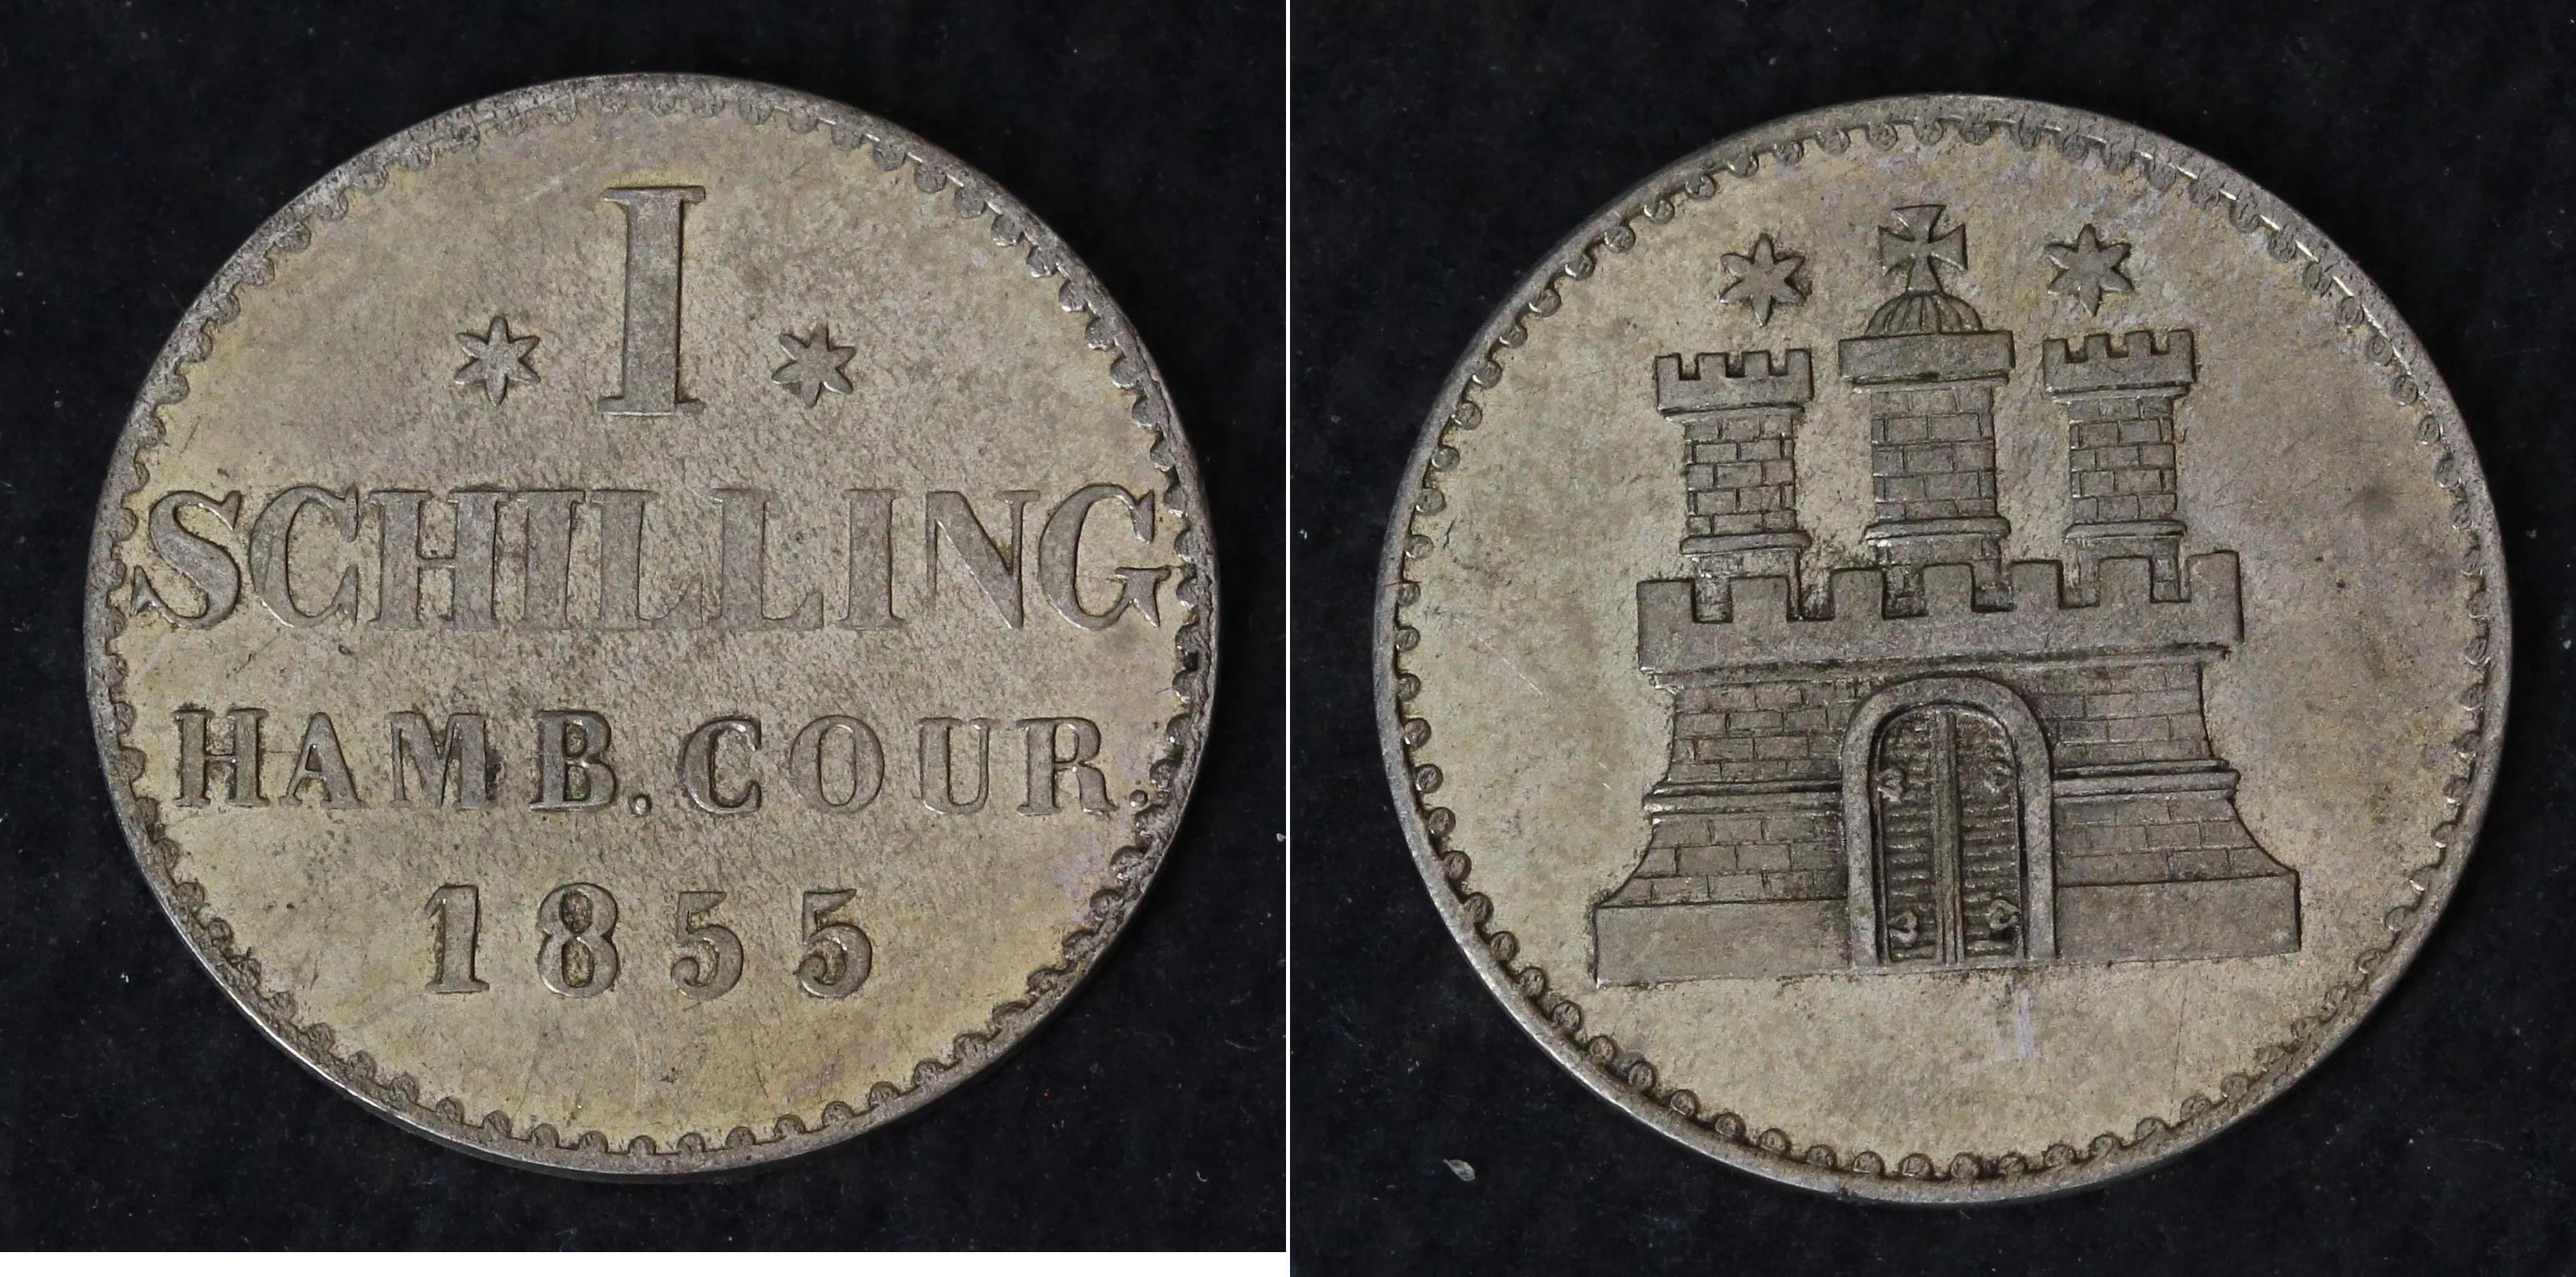 I
SCHILLING
HAMB. COUR.
1855